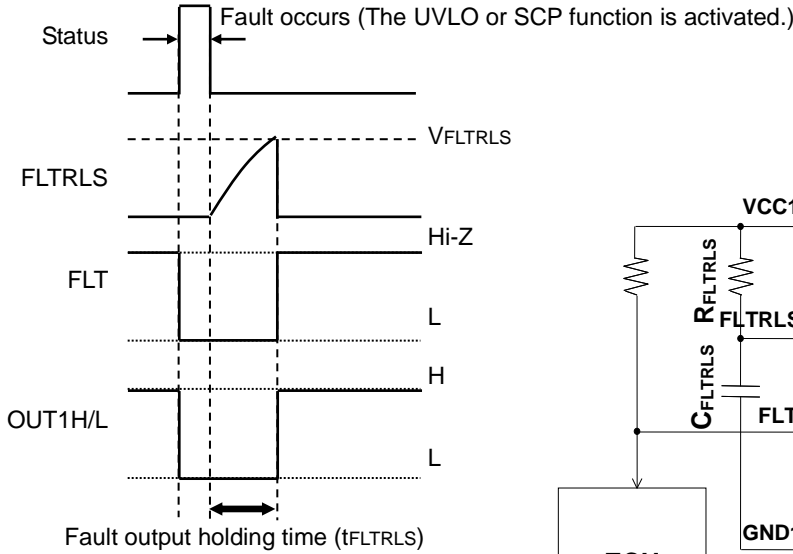 Fault occurs (The UVLO or SCP function is activated.)
Status
VFLTRLS
FLTRLS
Hi-Z
FLT
L
H
OUT1H/L
L
Fault output holding time (tFLTRLS)
VCC1
RFLTRLS
FLTRLS
CFLTRLS
FLT
GND1